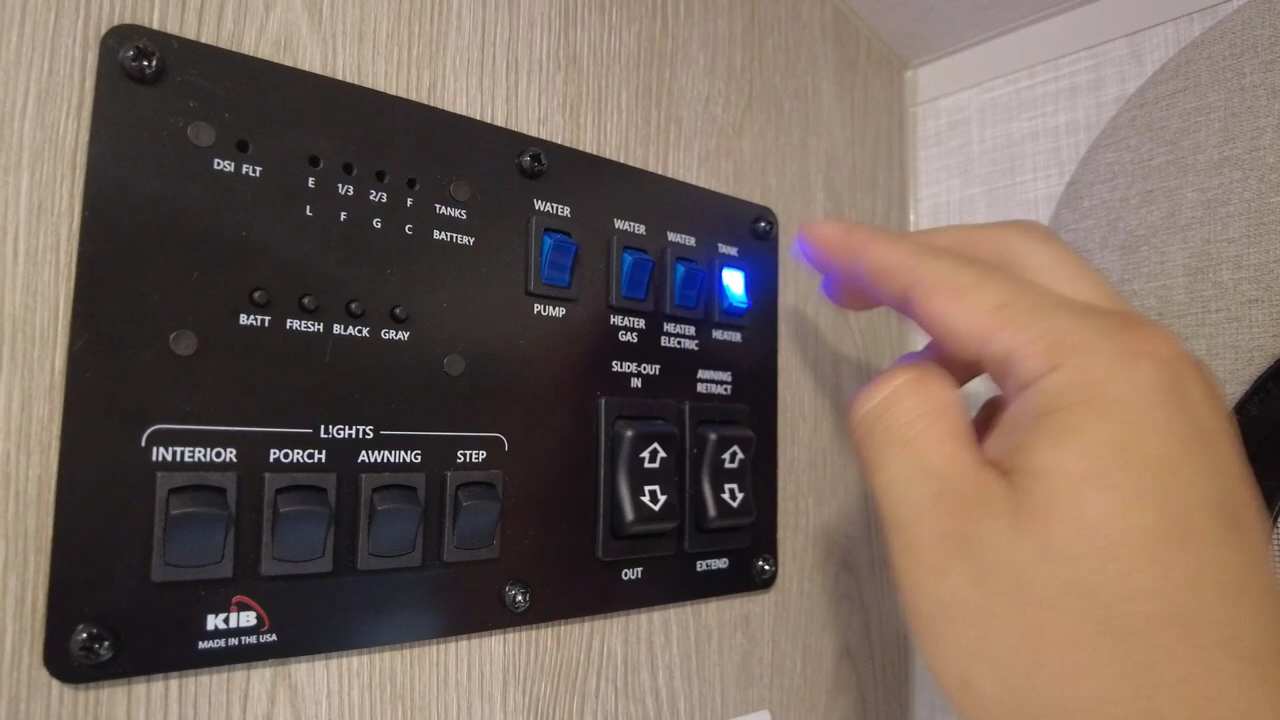 DSI FLT
E 1/3 2/3 F TANKS
L F G C BATTERY
BATT FRESH BLACK GRAY
WATER
PUMP
WATER
HEATER
GAS
WATER
HEATER
ELECTRIC
TANK
HEATER
SLIDE-OUT
IN
OUT
AWNING
RETRACT
EXTEND
LIGHTS
INTERIOR PORCH AWNING STEP
KIB
MADE IN THE USA